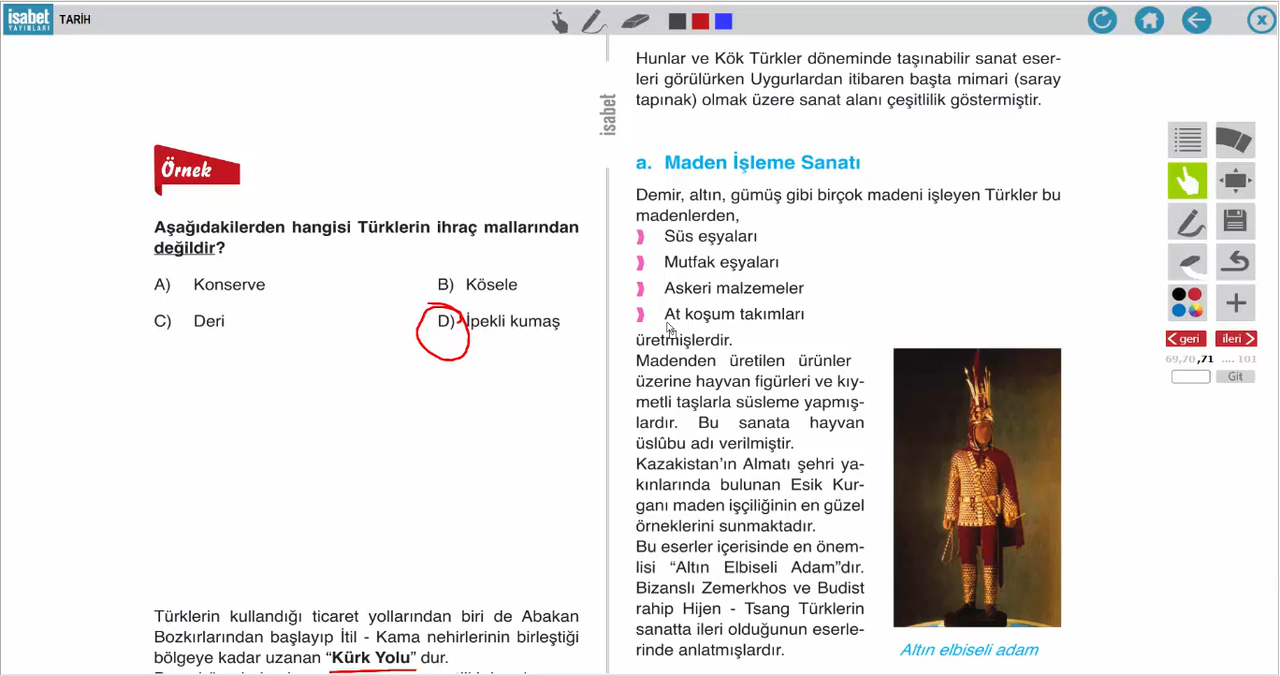 isabet
YAYINLARI
TARİH
Örnek
Aşağıdakilerden hangisi Türklerin ihraç mallarından
değildir?
A) Konserve
B) Kösele
C) Deri
D) İpekli kumaş
Türklerin kullandığı ticaret yollarından biri de Abakan
Bozkırlarından başlayıp İtil - Kama nehirlerinin birleştiği
bölgeye kadar uzanan “Kürk Yolu” dur.
isabet
Hunlar ve Kök Türkler döneminde taşınabilir sanat eser-
leri görülürken Uygurlardan itibaren başta mimari (saray
tapınak) olmak üzere sanat alanı çeşitlilik göstermiştir.
a. Maden İşleme Sanatı
Demir, altın, gümüş gibi birçok madeni işleyen Türkler bu
madenlerden,
Süs eşyaları
Mutfak eşyaları
Askeri malzemeler
At koşum takımları
üretmişlerdir.
Madenden üretilen ürünler
üzerine hayvan figürleri ve kıy-
metli taşlarla süsleme yapmış-
lardır. Bu sanata hayvan
üslûbu adı verilmiştir.
Kazakistan’ın Almatı şehri ya-
kınlarında bulunan Esik Kur-
ganı maden işçiliğinin en güzel
örneklerini sunmaktadır.
Bu eserler içerisinde en önem-
lisi “Altın Elbiseli Adam”dır.
Bizanslı Zemerkhos ve Budist
rahip Hijen - Tsang Türklerin
sanatta ileri olduğunun eserle-
rinde anlatmışlardır.
Altın elbiseli adam
geri
ileri
69,70,71 .... 101
Git